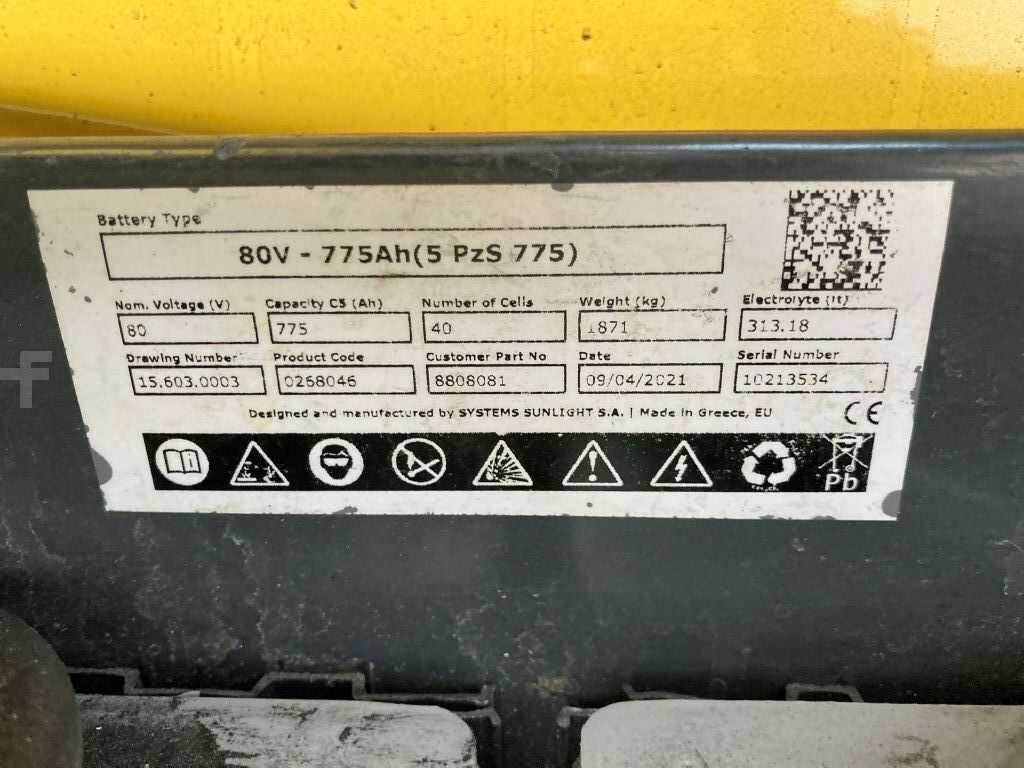 Battery Type
80V - 775Ah(5 PzS 775)
Nom. Voltage (V) Capacity C5 (Ah) Number of Cells Weight (kg) Electrolyte (lt)
80 775 40 1871 313.18
Drawing Number Product Code Customer Part No Date Serial Number
15.603.0003 0268046 8808081 09/04/2021 10213534
Designed and manufactured by SYSTEMS SUNLIGHT S.A. | Made in Greece, EU CE
Pb